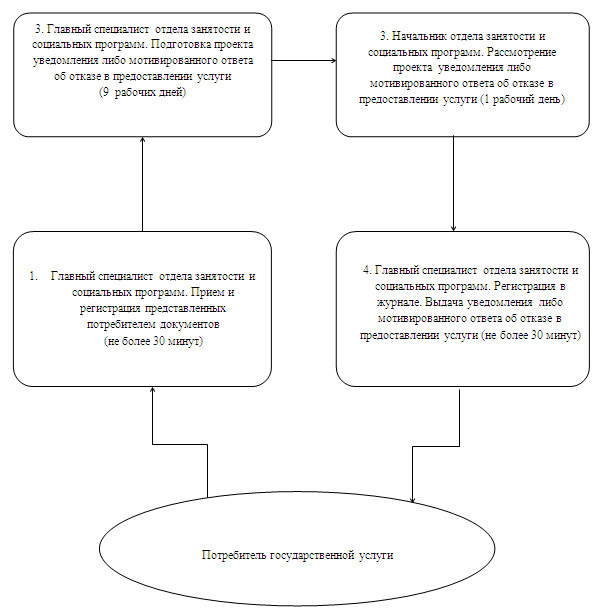 3. Главный специалист отдела занятости и
социальных программ. Подготовка проекта
уведомления либо мотивированного ответа
об отказе в предоставлении услуги
(9 рабочих дней)
3. Начальник отдела занятости и
социальных программ. Рассмотрение
проекта уведомления либо
мотивированного ответа об отказе в
предоставлении услуги (1 рабочий день)
1. Главный специалист отдела занятости и
социальных программ. Прием и
регистрация представленных
потребителем документов
(не более 30 минут)
4. Главный специалист отдела занятости и
социальных программ. Регистрация в
журнале. Выдача уведомления либо
мотивированного ответа об отказе в
предоставлении услуги (не более 30 минут)
Потребитель государственной услуги